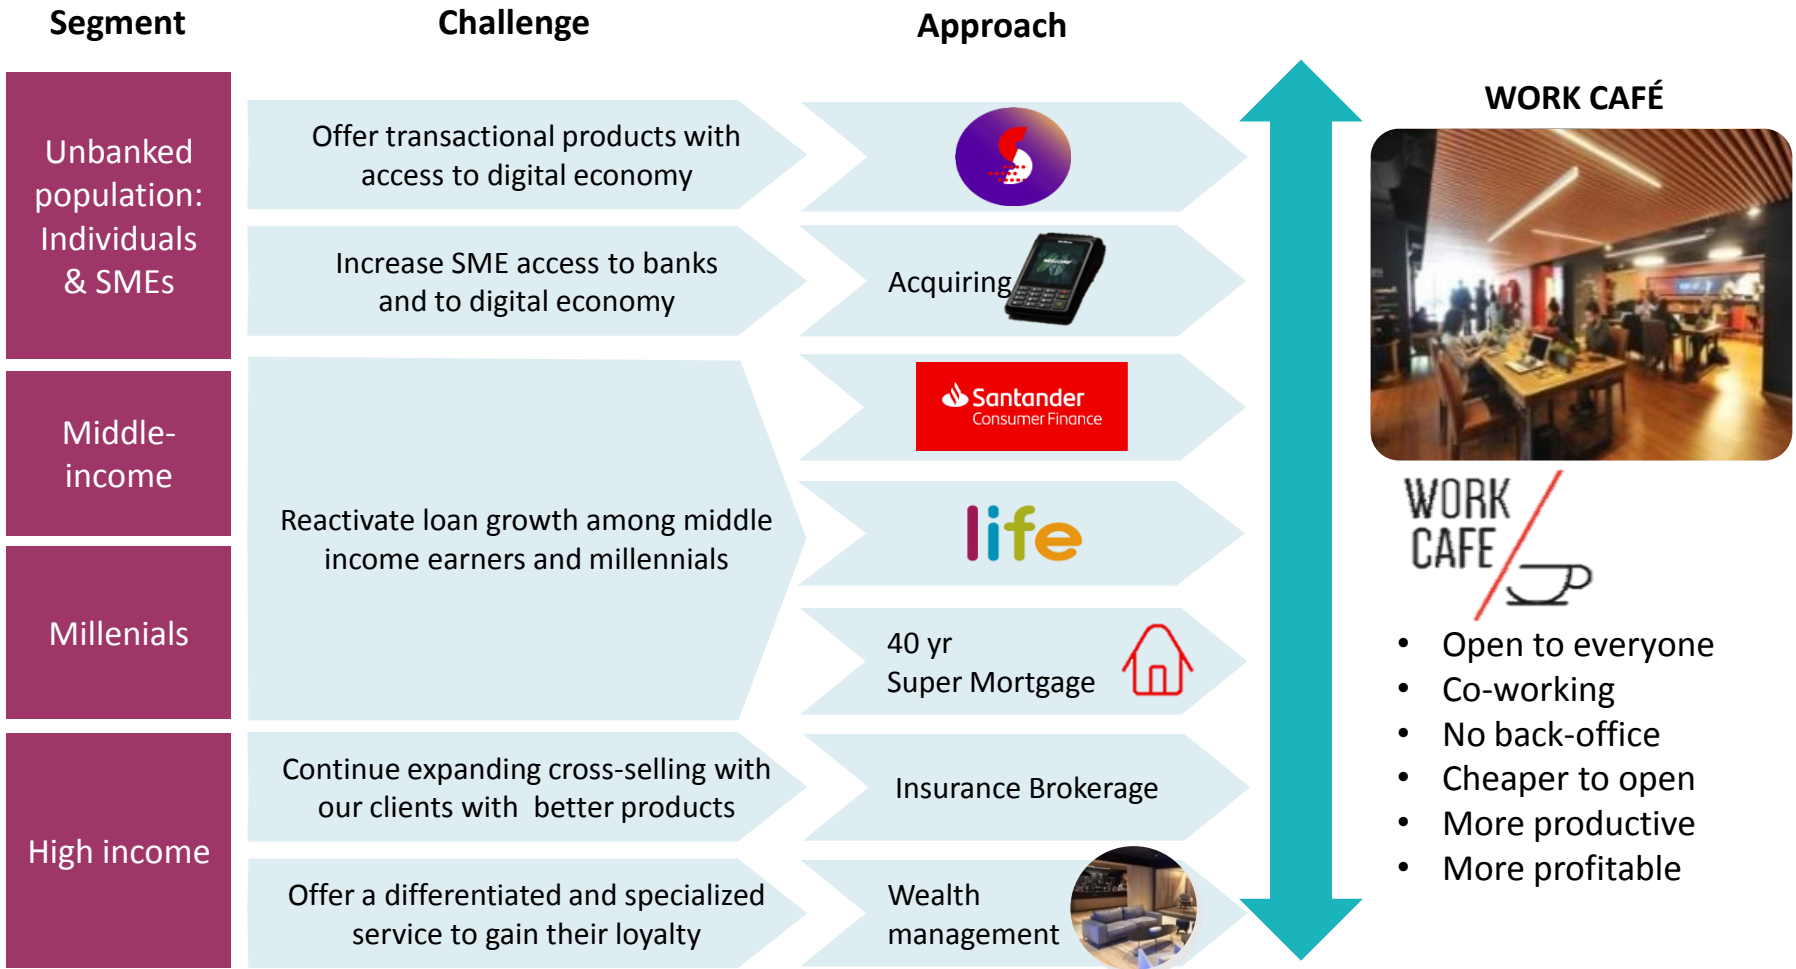 Segment
Challenge
Approach
Unbanked
population:
Individuals
& SMEs
Offer transactional products with
access to digital economy
Increase SME access to banks
and to digital economy
Acquiring
Middle-
income
Millenials
Reactivate loan growth among middle
income earners and millennials
Santander
Consumer Finance
life
40 yr
Super Mortgage
High income
Continue expanding cross-selling with
our clients with better products
Insurance Brokerage
Offer a differentiated and specialized
service to gain their loyalty
Wealth
management
WORK CAFÉ
WORK
CAFE
• Open to everyone
• Co-working
• No back-office
• Cheaper to open
• More productive
• More profitable